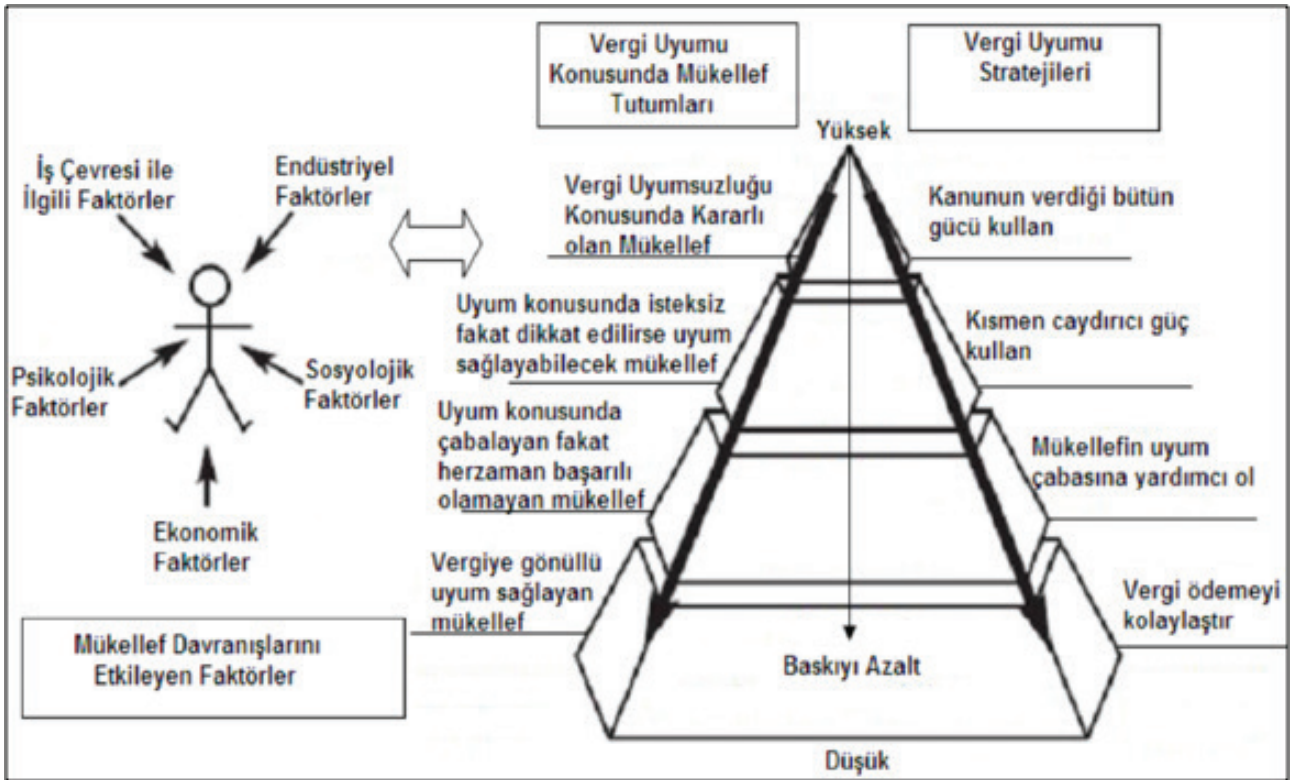 Vergi Uyumu
Konusunda Mükellef
Tutumları
Vergi Uyumu
Stratejileri
Yüksek
İş Çevresi ile
İlgili Faktörler
Endüstriyel
Faktörler
Psikolojik
Faktörler
Sosyolojik
Faktörler
Ekonomik
Faktörler
Mükellef Davranışlarını
Etkileyen Faktörler
Vergi Uyumsuzluğu
Konusunda Kararlı
olan Mükellef
Uyum konusunda isteksiz
fakat dikkat edilirse uyum
sağlayabilecek mükellef
Uyum konusunda
çabalayan fakat
herzaman başarılı
olamayan mükellef
Vergiye gönüllü
uyum sağlayan
mükellef
Kanunun verdiği bütün
gücü kullan
Kısmen caydırıcı güç
kullan
Mükellefin uyum
çabasına yardımcı ol
Vergi ödemeyi
kolaylaştır
Baskıyı Azalt
Düşük